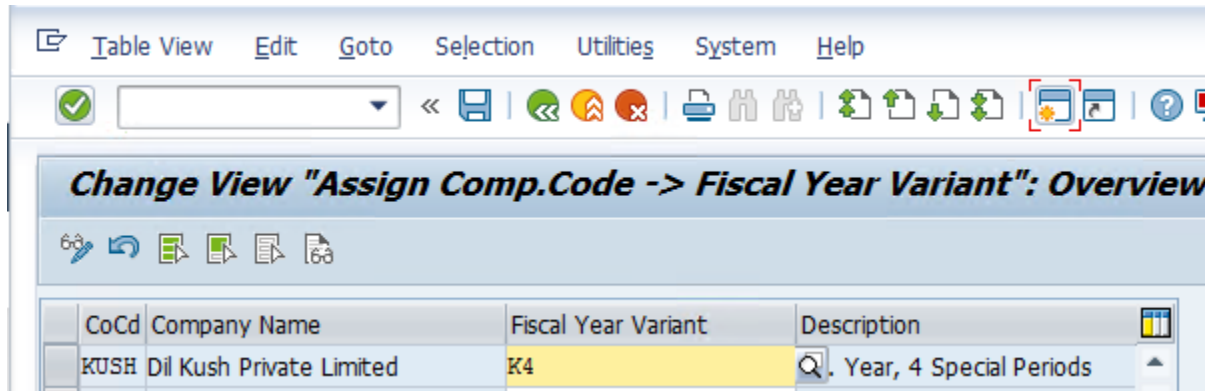 Table View Edit Goto Selection Utilities System Help
Change View "Assign Comp.Code -> Fiscal Year Variant": Overview
CoCd Company Name Fiscal Year Variant Description
KUSH Dil Kush Private Limited K4 . Year, 4 Special Periods